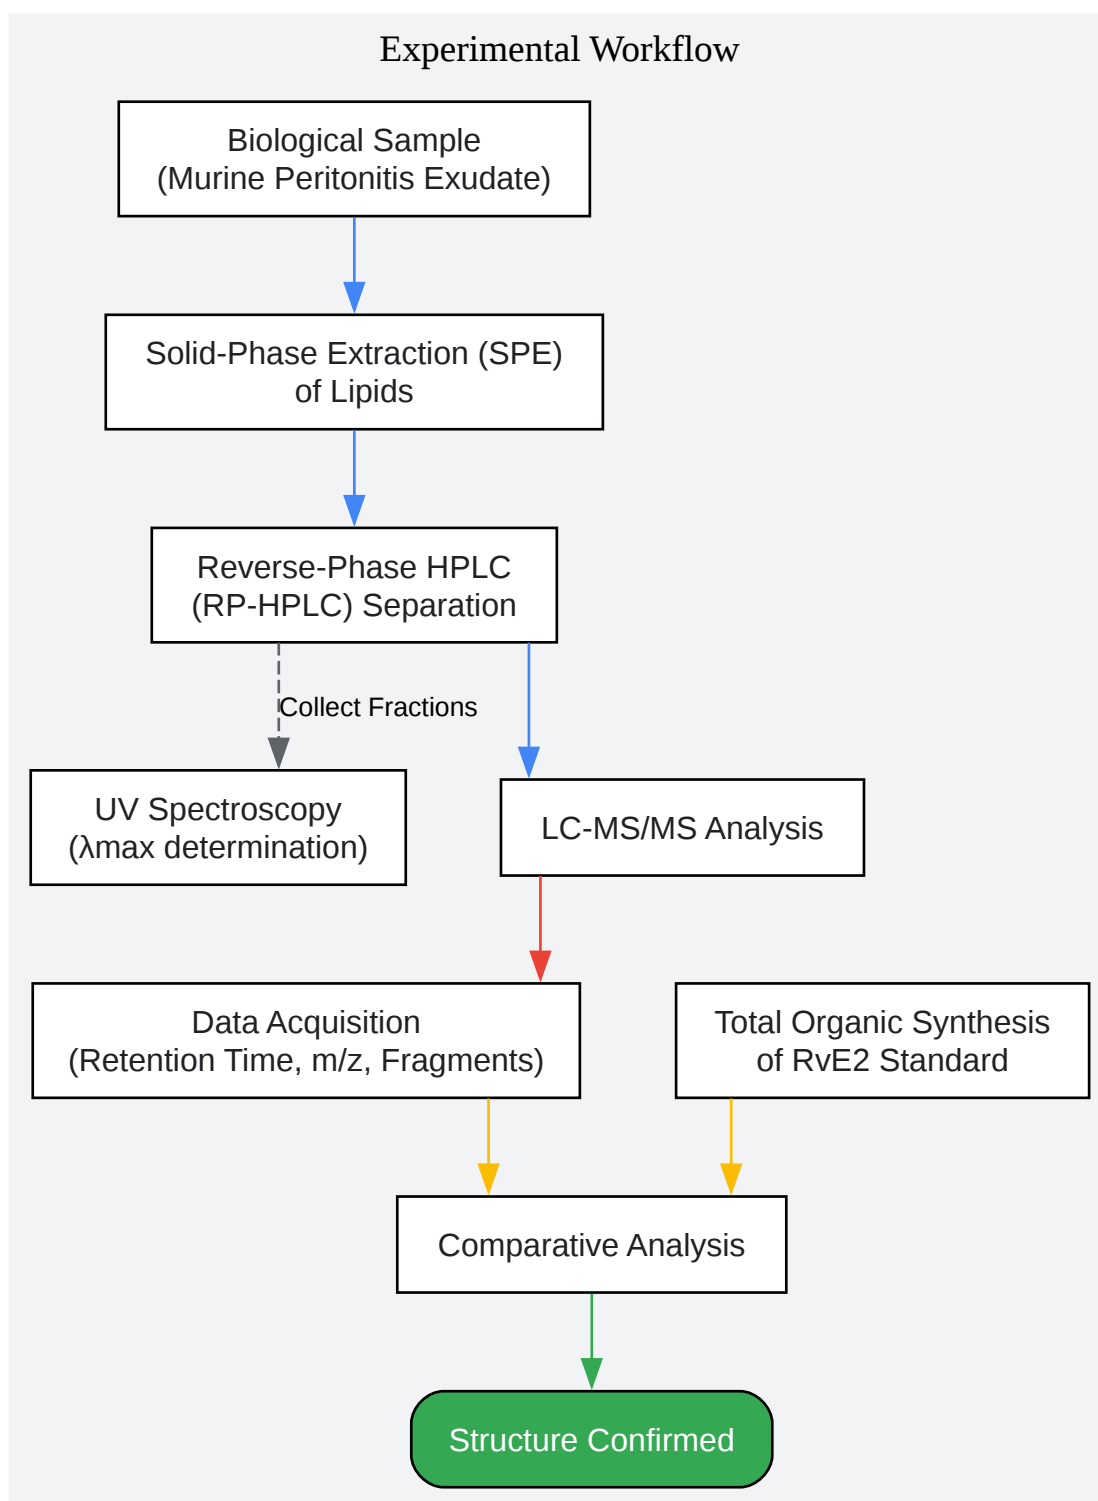 Experimental Workflow
Biological Sample
(Murine Peritonitis Exudate)
Solid-Phase Extraction (SPE)
of Lipids
Reverse-Phase HPLC
(RP-HPLC) Separation
Collect Fractions
UV Spectroscopy
(λmax determination)
LC-MS/MS Analysis
Data Acquisition
(Retention Time, m/z, Fragments)
Total Organic Synthesis
of RvE2 Standard
Comparative Analysis
Structure Confirmed